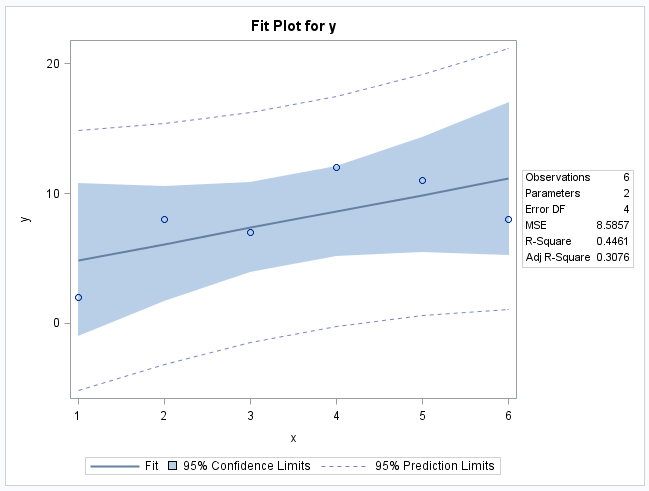 Fit Plot for y
20
10
0
y
1 2 3 4 5 6
x
Observations 6
Parameters 2
Error DF 4
MSE 8.5857
R-Square 0.4461
Adj R-Square 0.3076
Fit 95% Confidence Limits 95% Prediction Limits